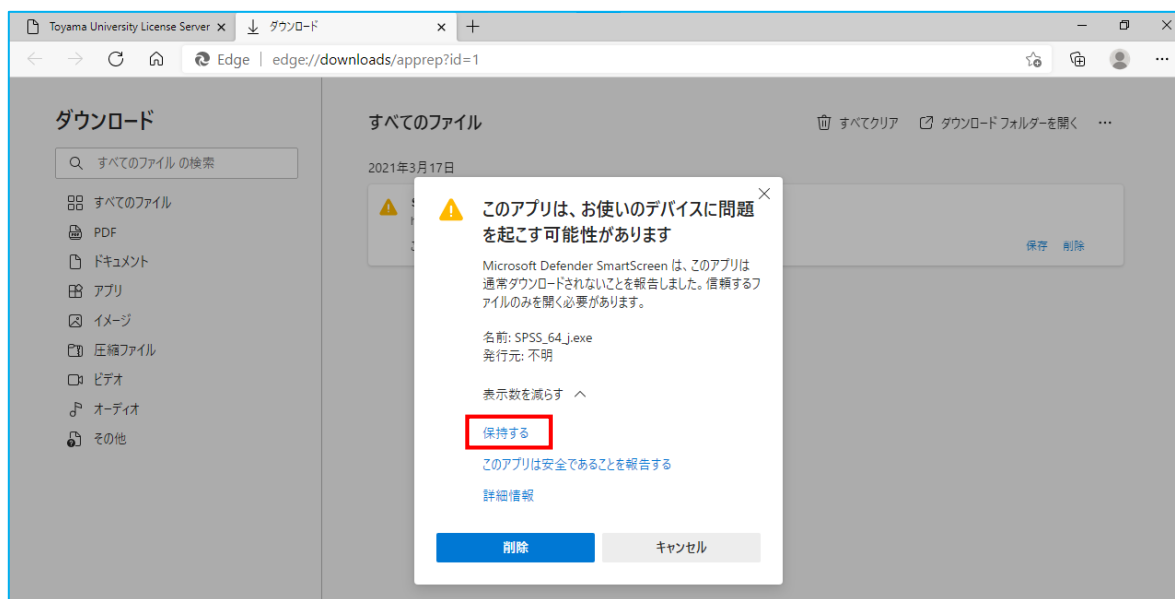 Toyama University License Server
ダウンロード
Edge | edge://downloads/apprep?id=1
ダウンロード
すべてのファイル の検索
すべてのファイル
PDF
ドキュメント
アプリ
イメージ
圧縮ファイル
ビデオ
オーディオ
その他
すべてのファイル
すべてクリア
ダウンロード フォルダーを開く
2021年3月17日
保存 削除
このアプリは、お使いのデバイスに問題
を起こす可能性があります
Microsoft Defender SmartScreen は、このアプリは
通常ダウンロードされないことを報告しました。信頼するフ
ァイルのみを開く必要があります。
名前: SPSS_64_j.exe
発行元: 不明
表示数を減らす
保持する
このアプリは安全であることを報告する
詳細情報
削除
キャンセル